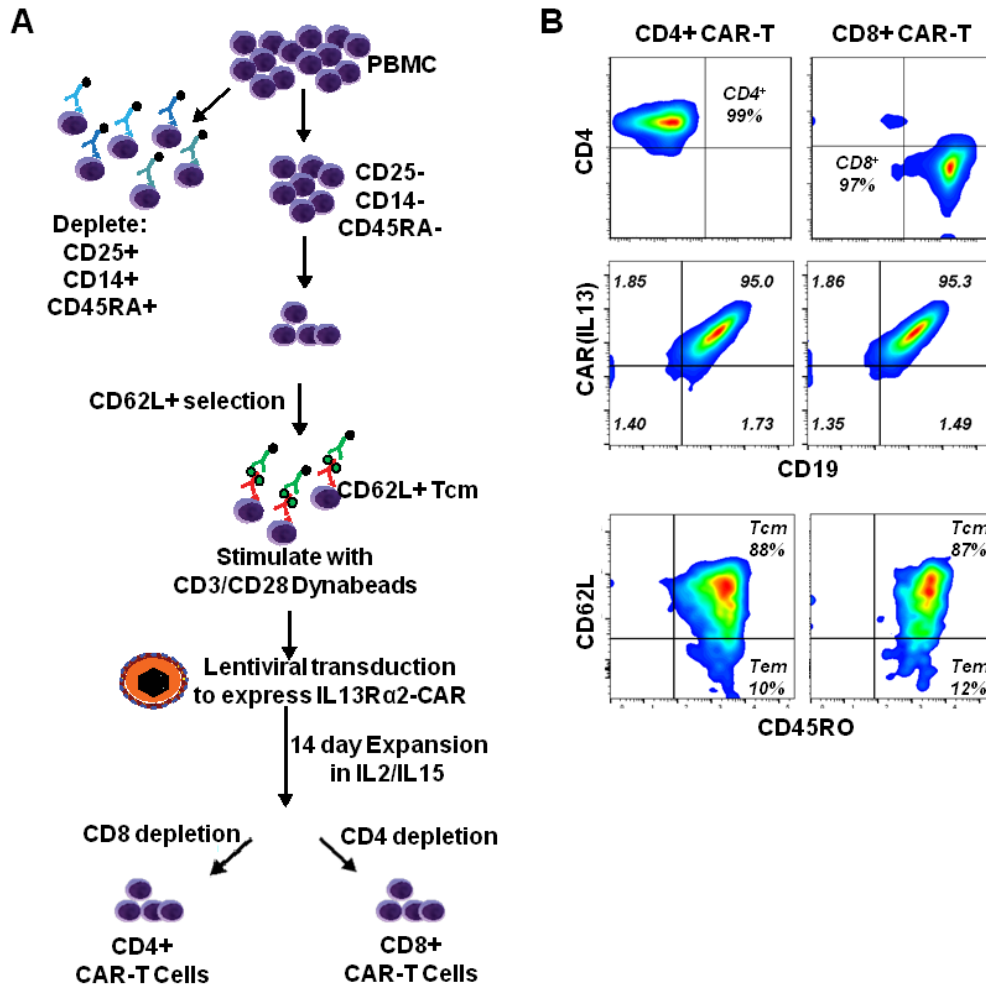 A
PBMC
CD25-
CD14-
CD45RA-
Deplete:
CD25+
CD14+
CD45RA+
CD62L+ selection
CD62L+ Tcm
Stimulate with
CD3/CD28 Dynabeads
Lentiviral transduction
to express IL13Rα2-CAR
14 day Expansion
in IL2/IL15
CD8 depletion
CD4 depletion
CD4+
CAR-T Cells
CD8+
CAR-T Cells
B
CD4+ CAR-T
CD8+ CAR-T
CD4
CD4+
99%
CD8+
97%
CAR(IL13)
1.85
95.0
1.40
1.73
1.86
95.3
1.35
1.49
CD19
CD62L
Tcm
88%
Tem
10%
Tcm
87%
Tem
12%
CD45RO